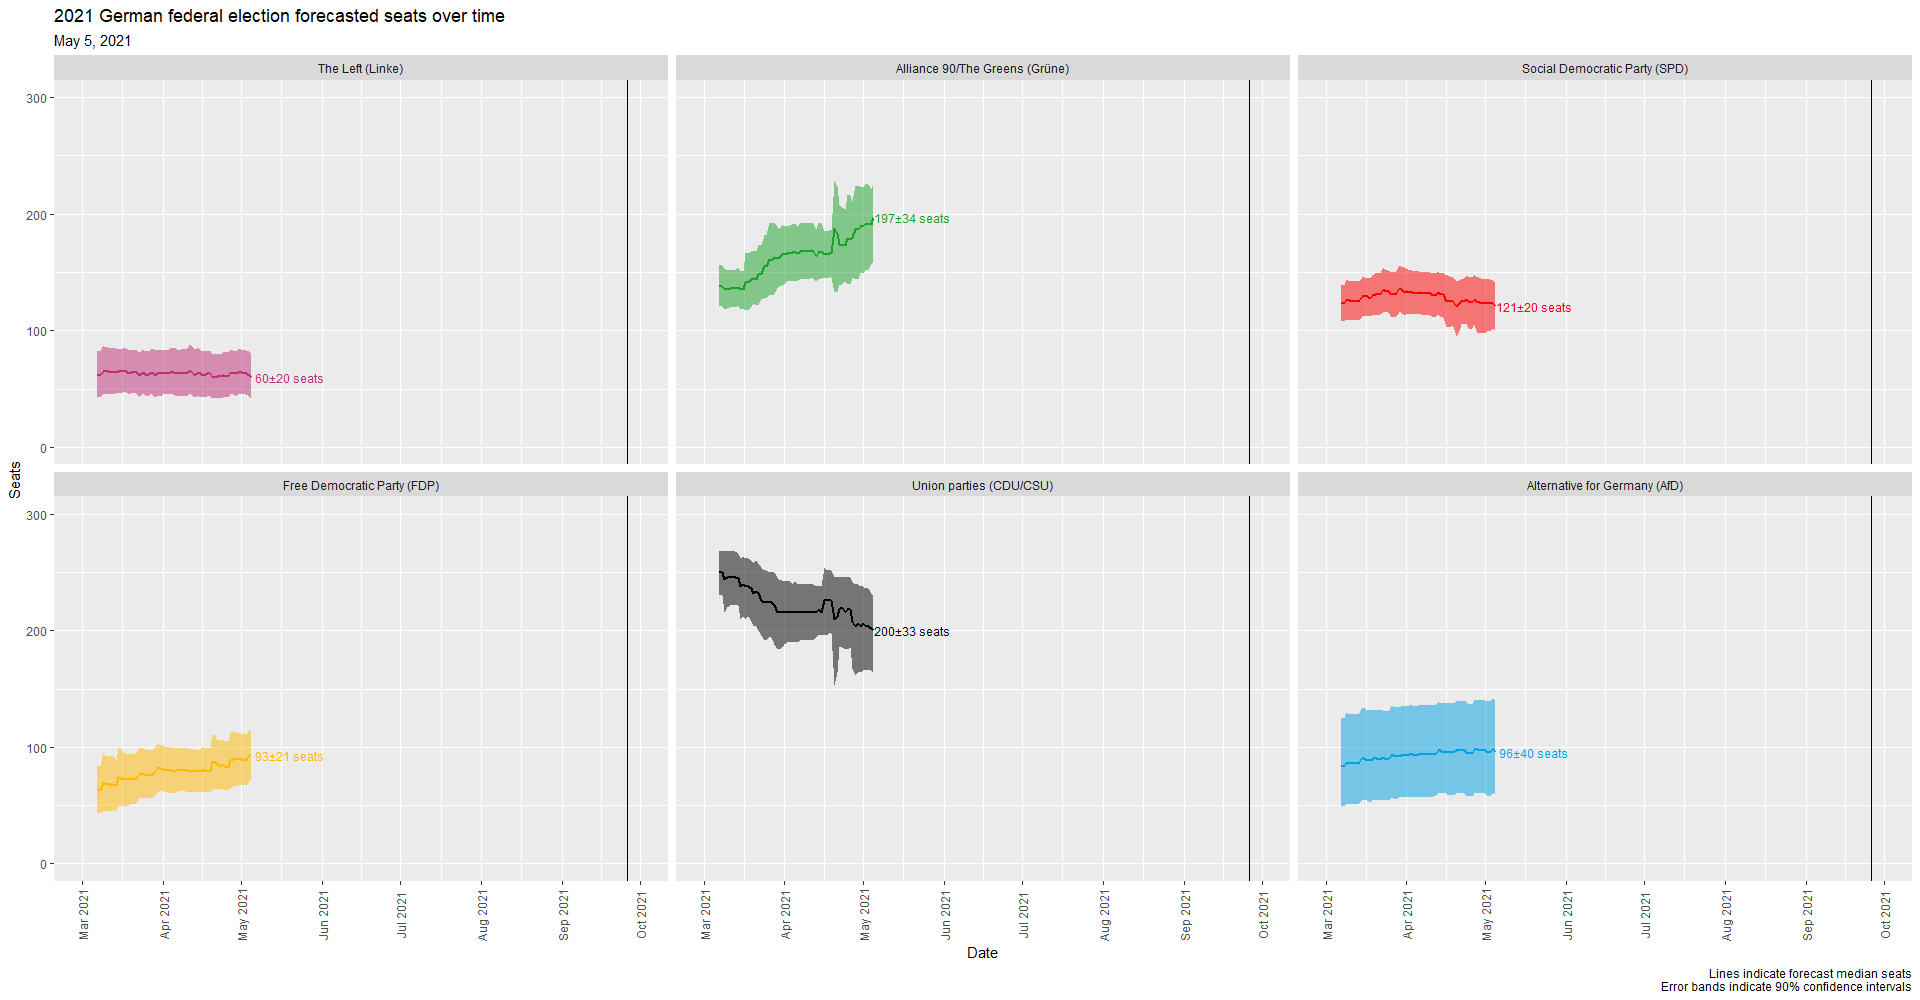 2021 German federal election forecasted seats over time
May 5, 2021
The Left (Linke)
Alliance 90/The Greens (Grüne)
Social Democratic Party (SPD)
300
200
100
0
60±20 seats
197±34 seats
121±20 seats
Seats
Free Democratic Party (FDP)
Union parties (CDU/CSU)
Alternative for Germany (AfD)
300
200
100
0
93±21 seats
200±33 seats
96±40 seats
Mar 2021
Apr 2021
May 2021
Jun 2021
Jul 2021
Aug 2021
Sep 2021
Oct 2021
Mar 2021
Apr 2021
May 2021
Jun 2021
Jul 2021
Aug 2021
Sep 2021
Oct 2021
Mar 2021
Apr 2021
May 2021
Jun 2021
Jul 2021
Aug 2021
Sep 2021
Oct 2021
Date
Lines indicate forecast median seats
Error bands indicate 90% confidence intervals